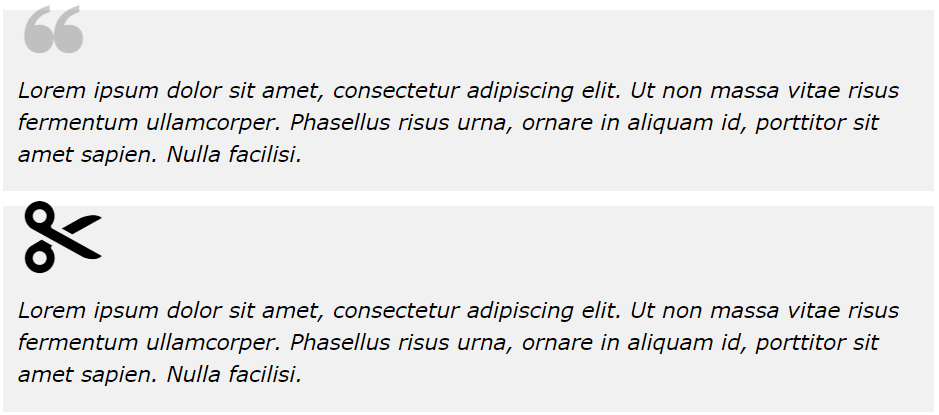 ❝
Lorem ipsum dolor sit amet, consectetur adipiscing elit. Ut non massa vitae risus
fermentum ullamcorper. Phasellus risus urna, ornare in aliquam id, porttitor sit
amet sapien. Nulla facilisi.
Lorem ipsum dolor sit amet, consectetur adipiscing elit. Ut non massa vitae risus
fermentum ullamcorper. Phasellus risus urna, ornare in aliquam id, porttitor sit
amet sapien. Nulla facilisi.